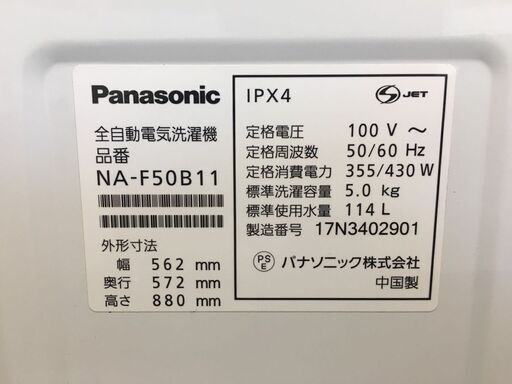 Panasonic
全自動電気洗濯機
品番
NA-F50B11
外形寸法
幅 562 mm
奥行 572 mm
高さ 880 mm
IPX4
S JET
定格電圧 100 V ～
定格周波数 50/60 Hz
定格消費電力 355/430 W
標準洗濯容量 5.0 kg
標準使用水量 114 L
製造番号 17N3402901
PS
E
パナソニック株式会社
中国製